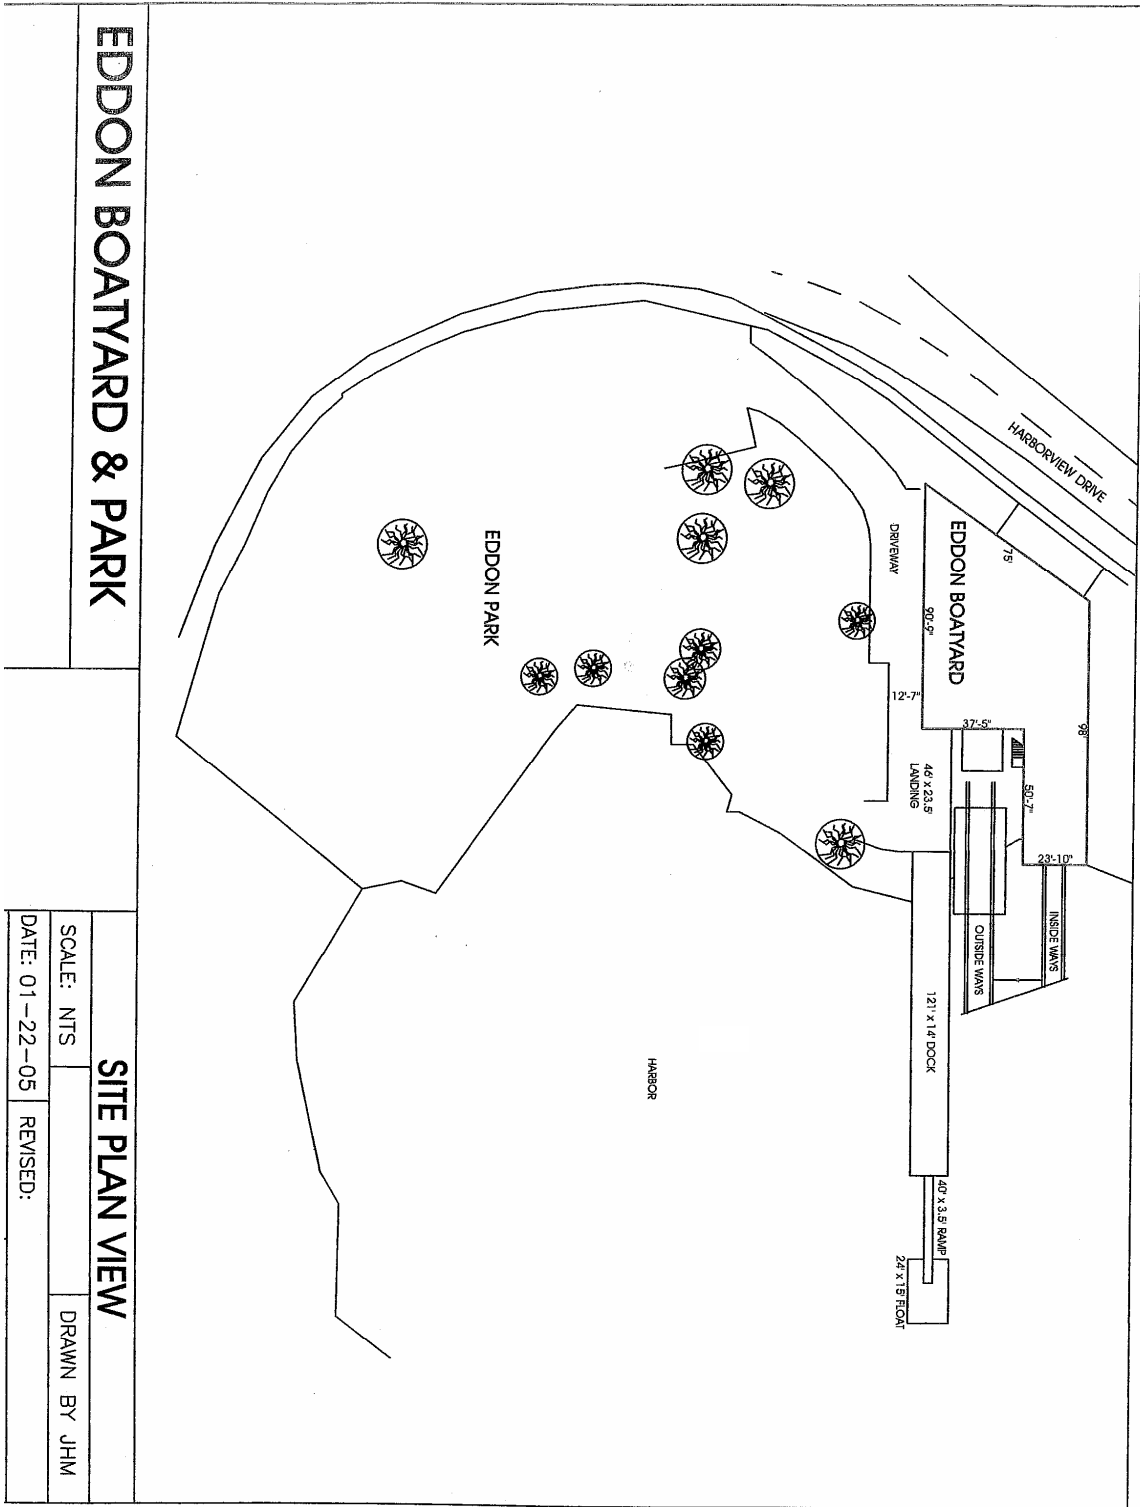 HARBORVIEW DRIVE
75'
EDDON BOATYARD
98'
90'-9"
DRIVEWAY
12'-7"
37'-5"
50'-7"
23'-10"
46' x 23.5'
LANDING
INSIDE WAYS
OUTSIDE WAYS
121' x 14' DOCK
40' x 3.5' RAMP
24' x 15' FLOAT
EDDON PARK
HARBOR
EDDON BOATYARD & PARK
SITE PLAN VIEW
SCALE: NTS
DRAWN BY JHM
DATE: 01-22-05
REVISED: